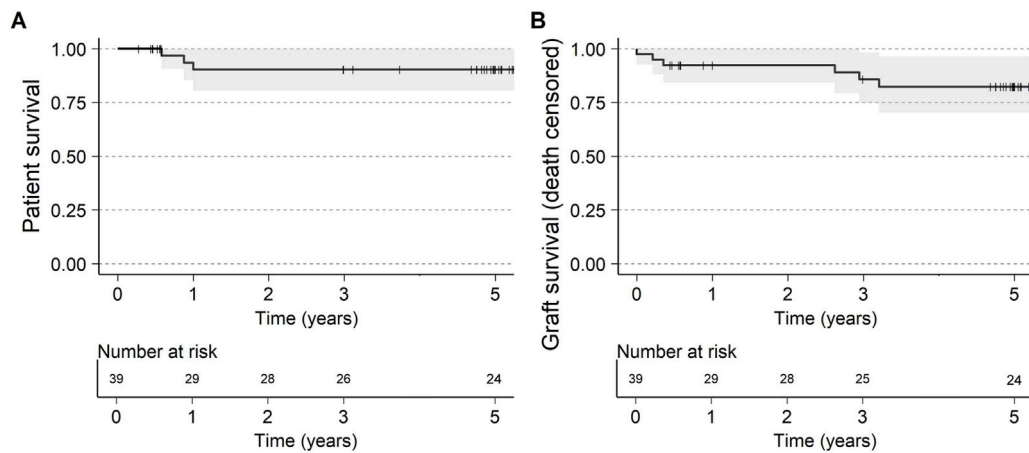 A
Patient survival
1.00
0.75
0.50
0.25
0.00
0 1 2 3 5
Time (years)
Number at risk
39 29 28 26 24
0 1 2 3 5
Time (years)
B
Graft survival (death censored)
1.00
0.75
0.50
0.25
0.00
0 1 2 3 5
Time (years)
Number at risk
39 29 28 25 24
0 1 2 3 5
Time (years)